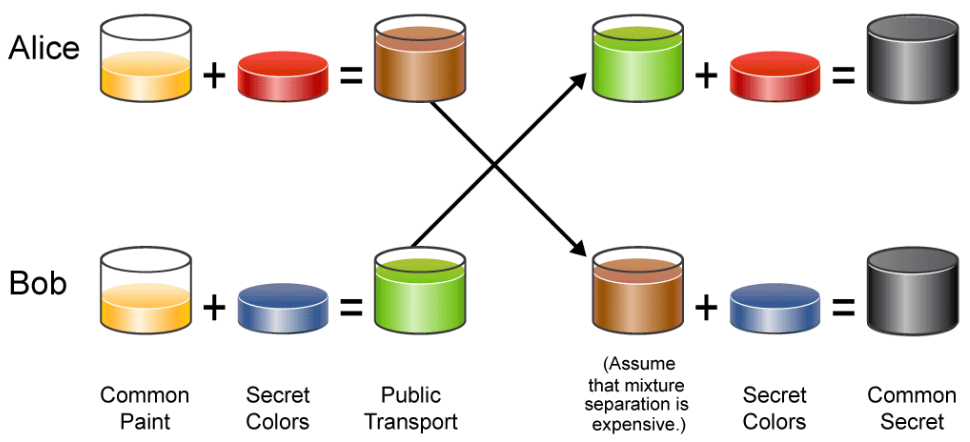 Alice
+
=
+
=
Bob
+
=
+
=
Common
Paint
Secret
Colors
Public
Transport
(Assume
that mixture
separation is
expensive.)
Secret
Colors
Common
Secret